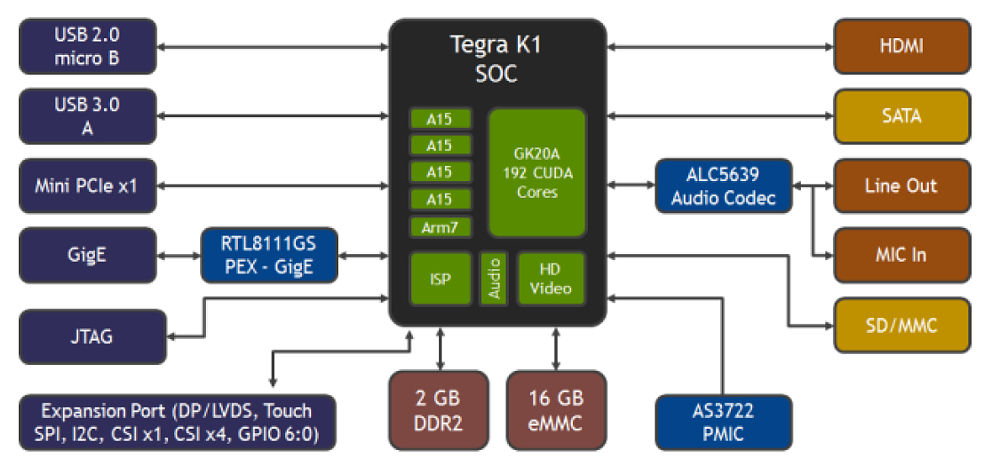 USB 2.0
micro B
USB 3.0
A
Mini PCIe x1
GigE
RTL8111GS
PEX - GigE
JTAG
Expansion Port (DP/LVDS, Touch
SPI, I2C, CSI x1, CSI x4, GPIO 6:0)
Tegra K1
SOC
A15
A15
A15
A15
Arm7
GK20A
192 CUDA
Cores
ISP
Audio
HD
Video
2 GB
DDR2
16 GB
eMMC
HDMI
SATA
ALC5639
Audio Codec
Line Out
MIC In
SD/MMC
AS3722
PMIC